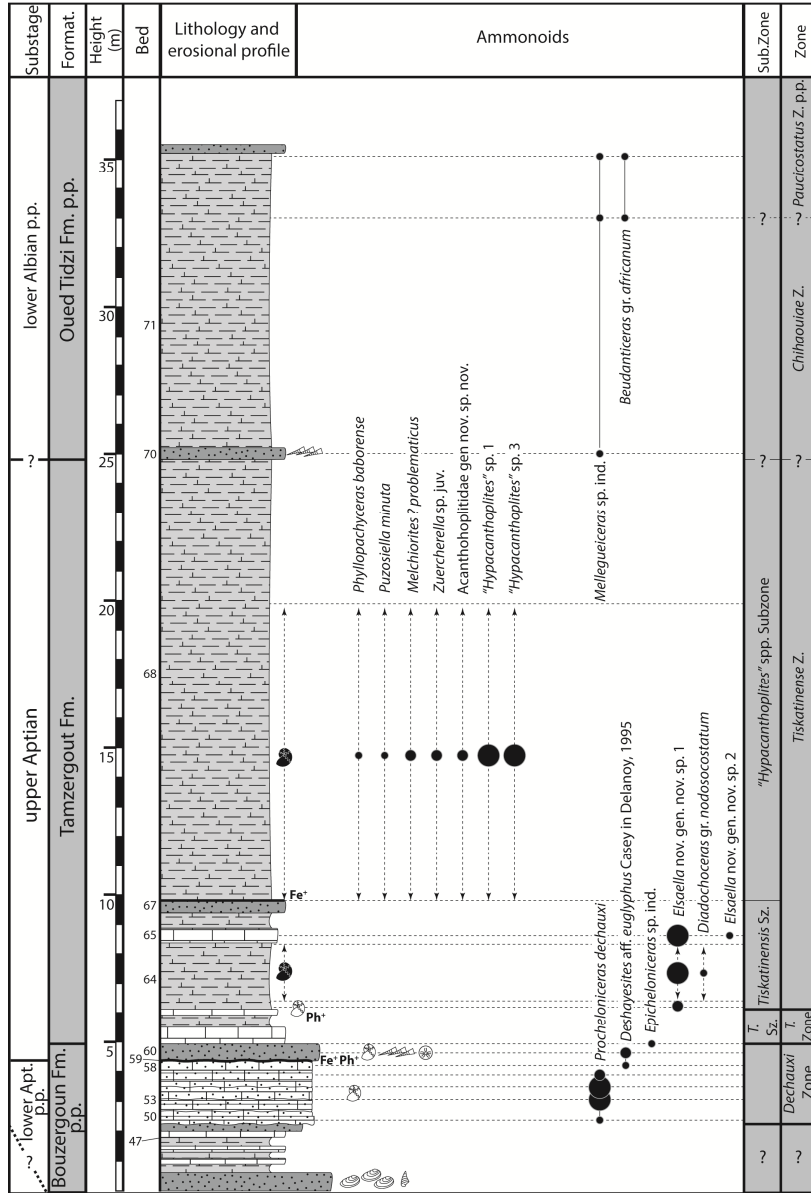 Substage
Format.
Height
(m)
Bed
Lithology and
erosional profile
Ammonoids
Sub.Zone
Zone
lower Albian p.p.
?
upper Aptian
lower Apt.
p.p.
?
Oued Tidzi Fm. p.p.
Tamzergout Fm.
Bouzergoun Fm.
p.p.
35
30
25
20
15
10
5
71
70
68
67
65
64
60
59
58
53
50
47
Fe+
Ph+
Fe+Ph+
Phyllopachyceras baborense
Puzosiella minuta
Melchiorites ? problematicus
Zuercherella sp. juv.
Acanthohoplitidae gen nov. sp. nov.
"Hypacanthoplites" sp. 1
"Hypacanthoplites" sp. 3
Mellegueiceras sp. ind.
Beudanticeras gr. africanum
Procheloniceras dechauxi
Deshayesites aff. euglyphus Casey in Delanoy, 1995
Epicheloniceras sp. ind.
Elsaella nov. gen. nov. sp. 1
Diadochoceras gr. nodosocostatum
Elsaella nov. gen. nov. sp. 2
?
?
"Hypacanthoplites" spp. Subzone
Tiskatinensis Sz.
T.
Sz.
?
Paucicostatus Z. p.p.
?
Chihaouiae Z.
?
Tiskatinense Z.
T.
Zone
Dechauxi
Zone
?